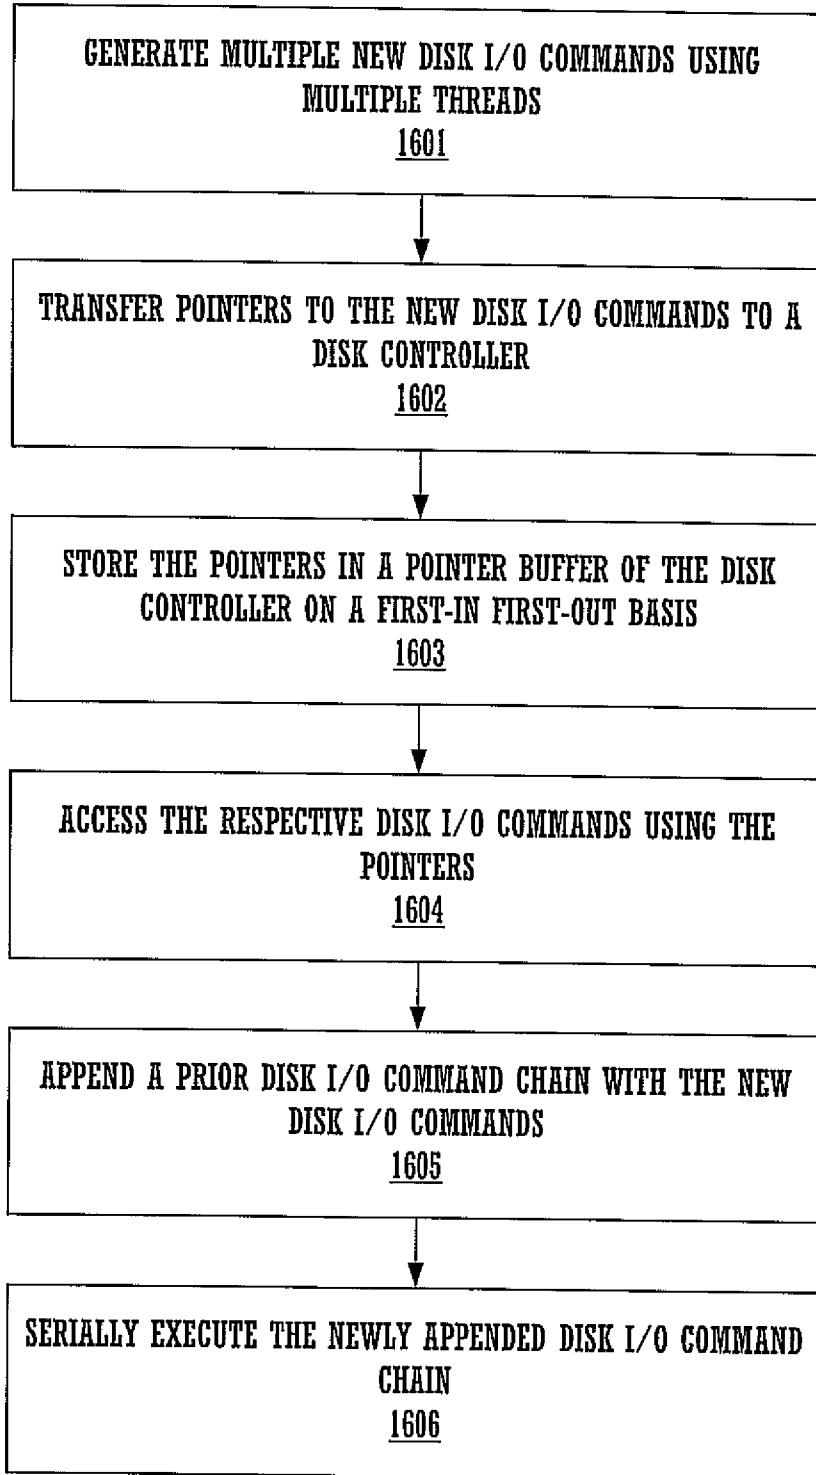 GENERATE MULTIPLE NEW DISK I/O COMMANDS USING
MULTIPLE THREADS
1601
TRANSFER POINTERS TO THE NEW DISK I/O COMMANDS TO A
DISK CONTROLLER
1602
STORE THE POINTERS IN A POINTER BUFFER OF THE DISK
CONTROLLER ON A FIRST-IN FIRST-OUT BASIS
1603
ACCESS THE RESPECTIVE DISK I/O COMMANDS USING THE
POINTERS
1604
APPEND A PRIOR DISK I/O COMMAND CHAIN WITH THE NEW
DISK I/O COMMANDS
1605
SERIALLY EXECUTE THE NEWLY APPENDED DISK I/O COMMAND
CHAIN
1606